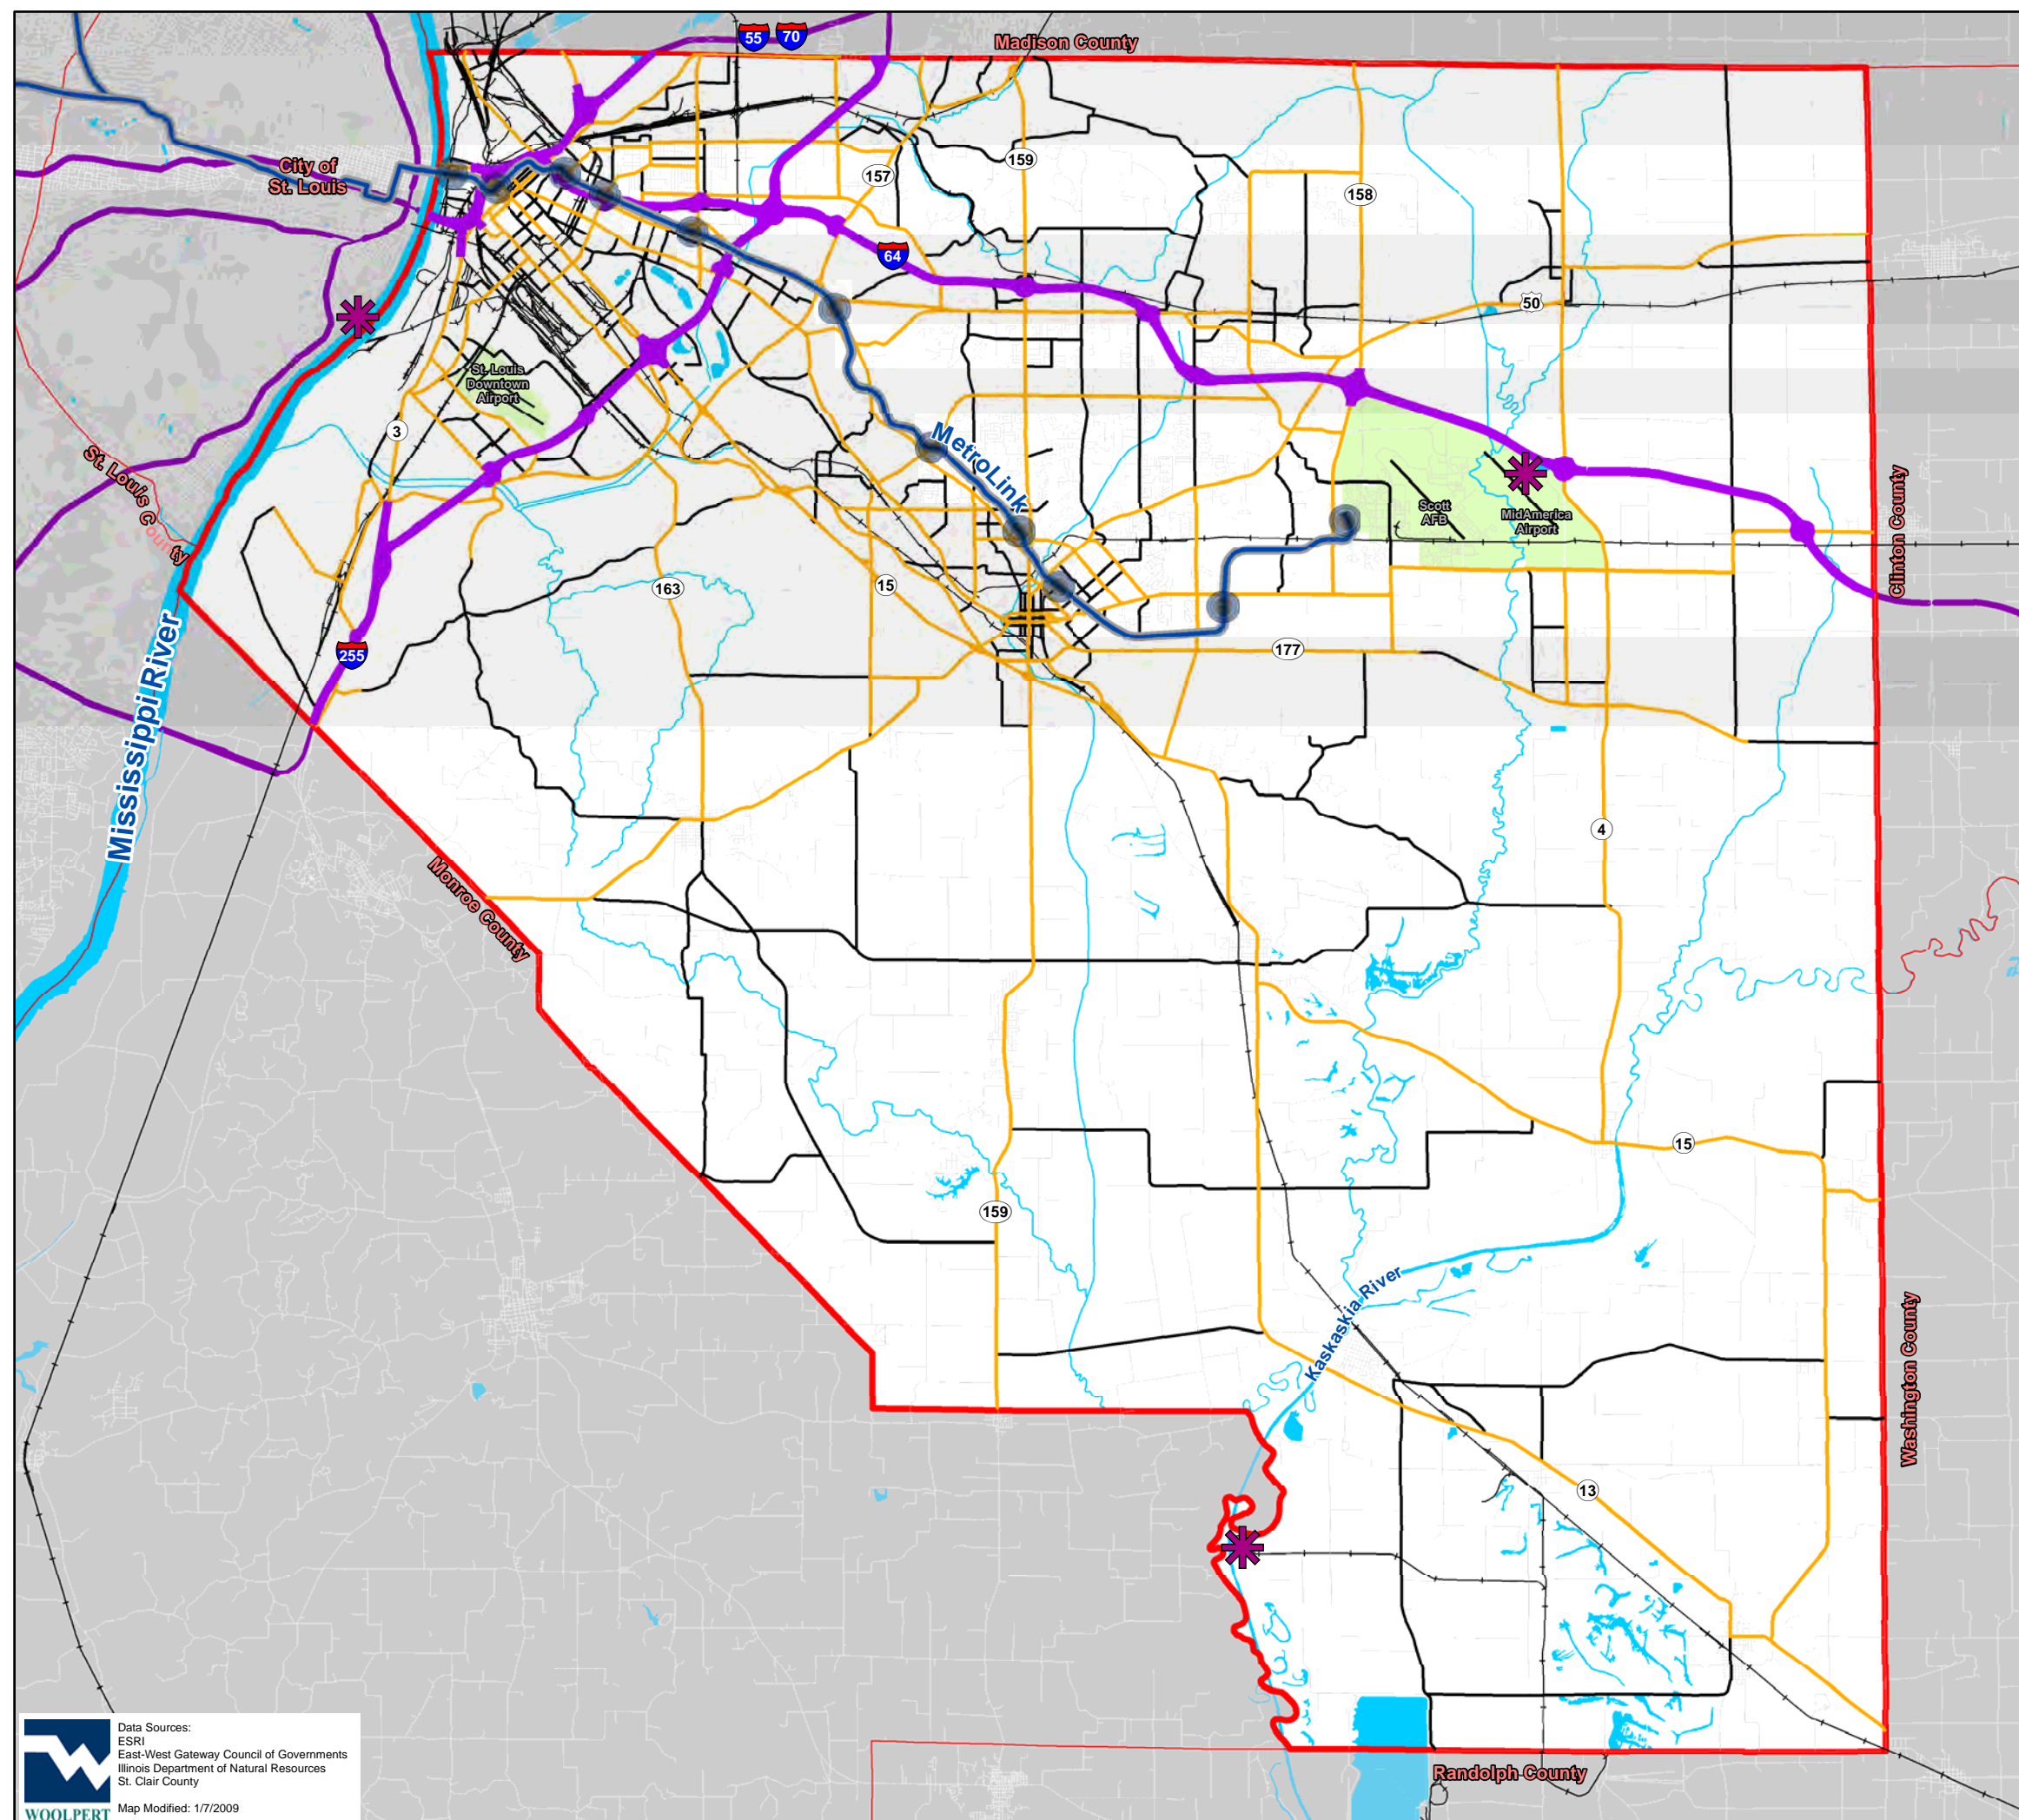 55
70
Madison County
City of
St. Louis
157
159
158
64
50
St. Louis
Downtown
Airport
3
MetroLink
St. Louis County
Scott
AFB
MidAmerica
Airport
Clinton County
163
15
255
177
Mississippi River
4
Monroe County
15
159
Kaskaskia River
Washington County
13
Data Sources:
ESRI
East-West Gateway Council of Governments
Illinois Department of Natural Resources
St. Clair County
Map Modified: 1/7/2009
WOOLPERT
Randolph County